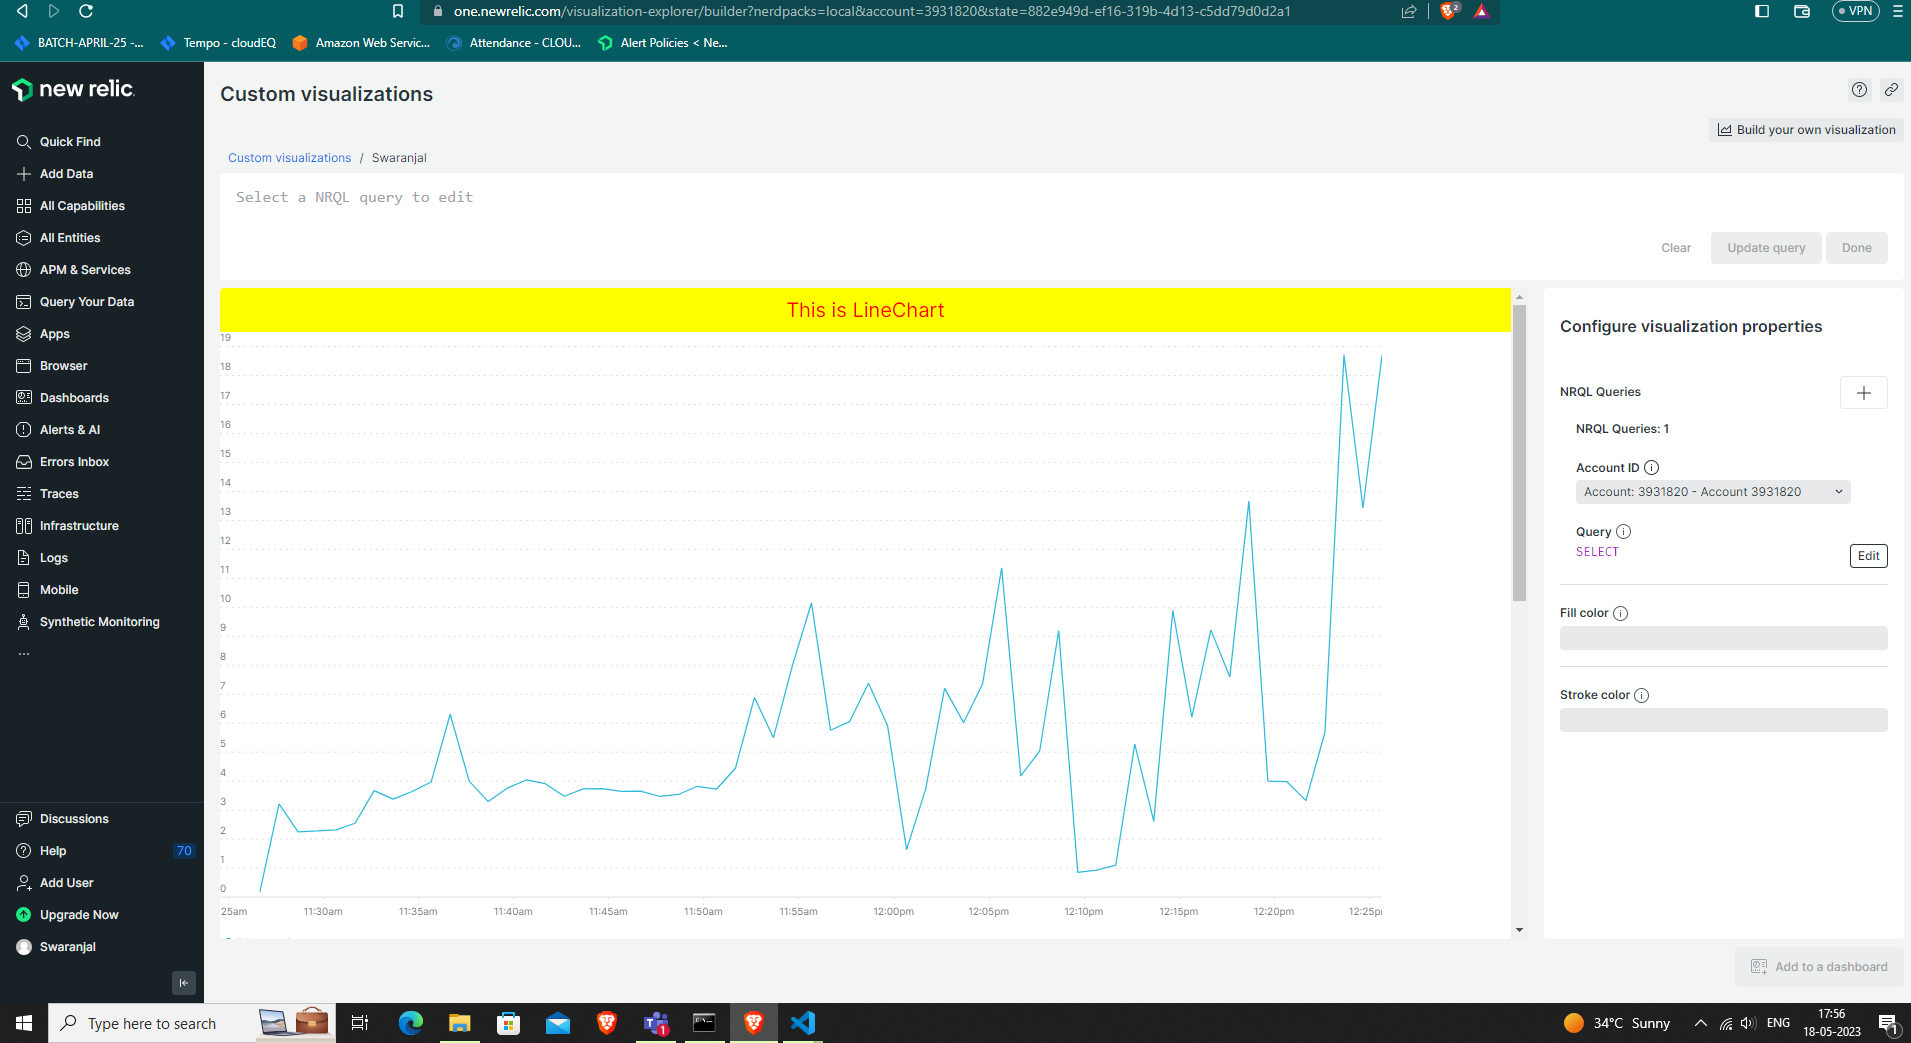 one.newrelic.com/visualization-explorer/builder?nerdpacks=local&account=3931820&state=882e949d-ef16-319b-4d13-c5dd79d0d2a1
2
VPN
BATCH-APRIL-25 -...
Tempo - cloudEQ
Amazon Web Servic...
Attendance - CLOU...
Alert Policies < Ne...
new relic.
Quick Find
Add Data
All Capabilities
All Entities
APM & Services
Query Your Data
Apps
Browser
Dashboards
Alerts & AI
Errors Inbox
Traces
Infrastructure
Logs
Mobile
Synthetic Monitoring
...
Discussions
Help 70
Add User
Upgrade Now
Swaranjal
Custom visualizations
Build your own visualization
Custom visualizations / Swaranjal
Select a NRQL query to edit
Clear
Update query
Done
This is LineChart
19
18
17
16
15
14
13
12
11
10
9
8
7
6
5
4
3
2
1
0
25am 11:30am 11:35am 11:40am 11:45am 11:50am 11:55am 12:00pm 12:05pm 12:10pm 12:15pm 12:20pm 12:25p
Configure visualization properties
NRQL Queries
NRQL Queries: 1
Account ID
Account: 3931820 - Account 3931820
Query
SELECT
Edit
Fill color
Stroke color
Add to a dashboard
Type here to search
1
34°C Sunny
ENG
17:56
18-05-2023
1